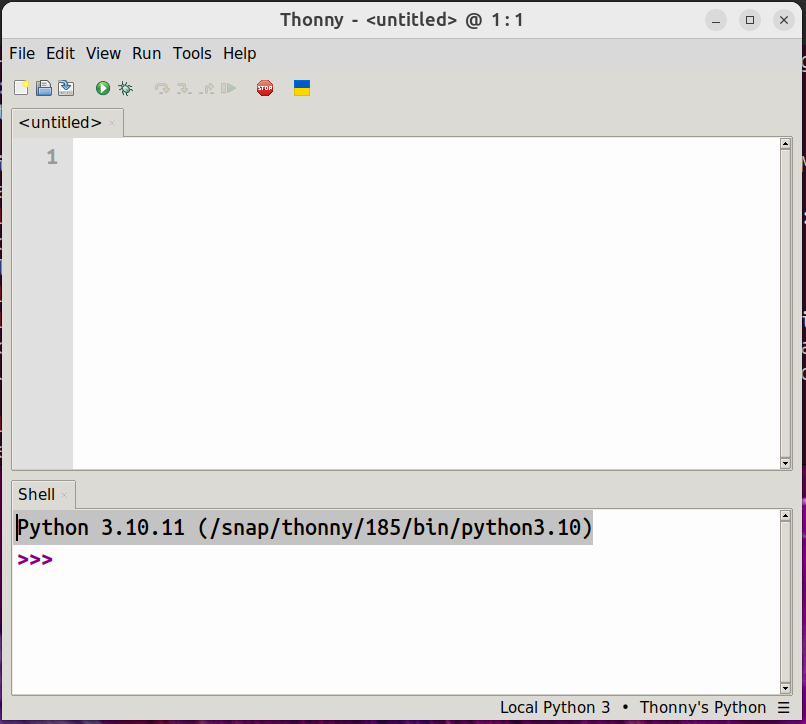 Thonny - <untitled> @ 1:1
File Edit View Run Tools Help
STOP
<untitled>
1
Shell
Python 3.10.11 (/snap/thonny/185/bin/python3.10)
>>>
Local Python 3 • Thonny's Python ☰